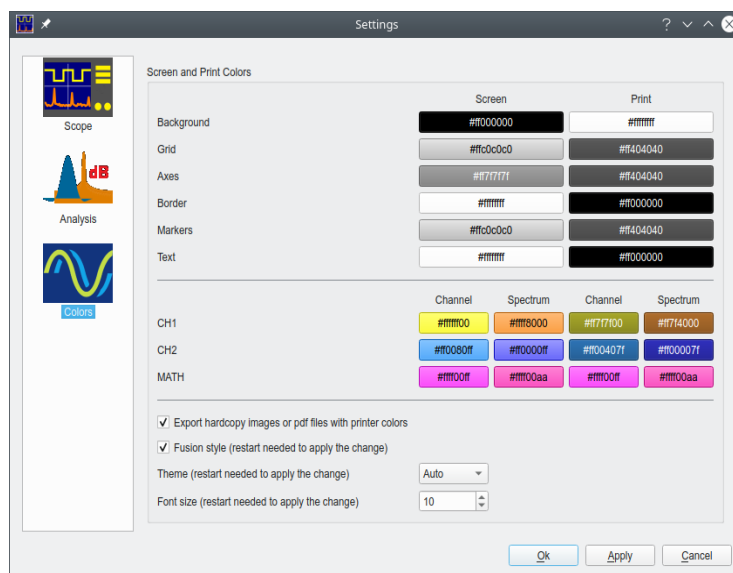 Settings
Scope
dB
Analysis
Colors
Screen and Print Colors
Screen Print
Background #ff000000 #ffffffff
Grid #ffc0c0c0 #ff404040
Axes #ff7f7f7f #ff404040
Border #ffffffff #ff000000
Markers #ffc0c0c0 #ff404040
Text #ffffffff #ff000000
Channel Spectrum Channel Spectrum
CH1 #ffffff00 #ffff8000 #ff7f7f00 #ff7f4000
CH2 #ff0080ff #ff0000ff #ff00407f #ff00007f
MATH #ffff00ff #ffff00aa #ffff00ff #ffff00aa
Export hardcopy images or pdf files with printer colors
Fusion style (restart needed to apply the change)
Theme (restart needed to apply the change) Auto
Font size (restart needed to apply the change) 10
Ok Apply Cancel